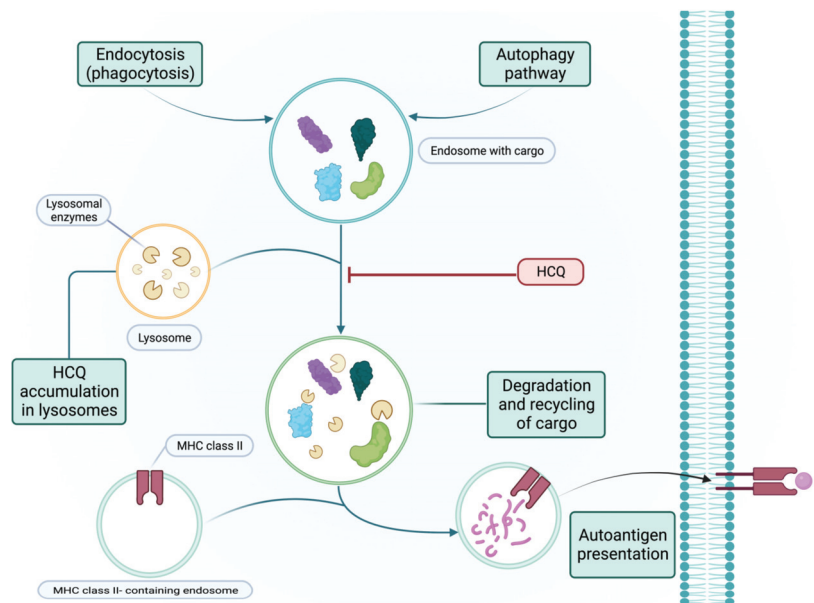 Endocytosis
(phagocytosis)
Autophagy
pathway
Endosome with cargo
Lysosomal
enzymes
HCQ
Lysosome
HCQ
accumulation
in lysosomes
Degradation
and recycling
of cargo
MHC class II
Autoantigen
presentation
MHC class II- containing endosome